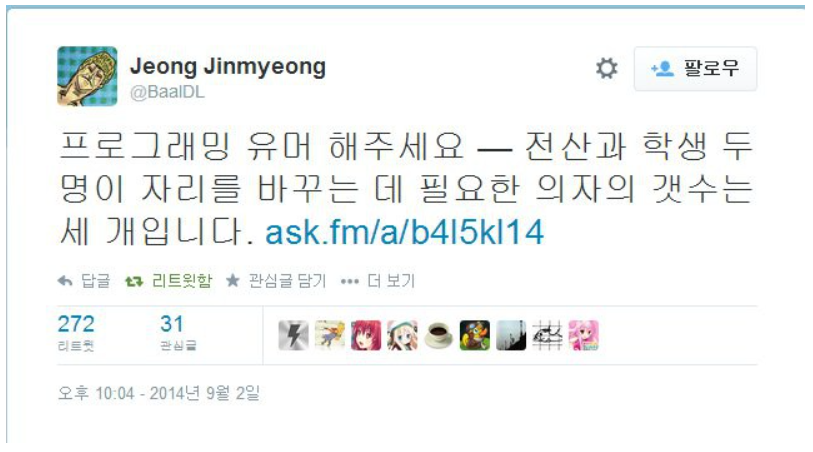 Jeong Jinmyeong
@BaalDL
팔로우
프로그래밍 유머 해주세요 — 전산과 학생 두
명이 자리를 바꾸는 데 필요한 의자의 갯수는
세 개입니다. ask.fm/a/b4l5kl14
답글 리트윗함 관심글 담기 더 보기
272 31
리트윗 관심글
오후 10:04 - 2014년 9월 2일